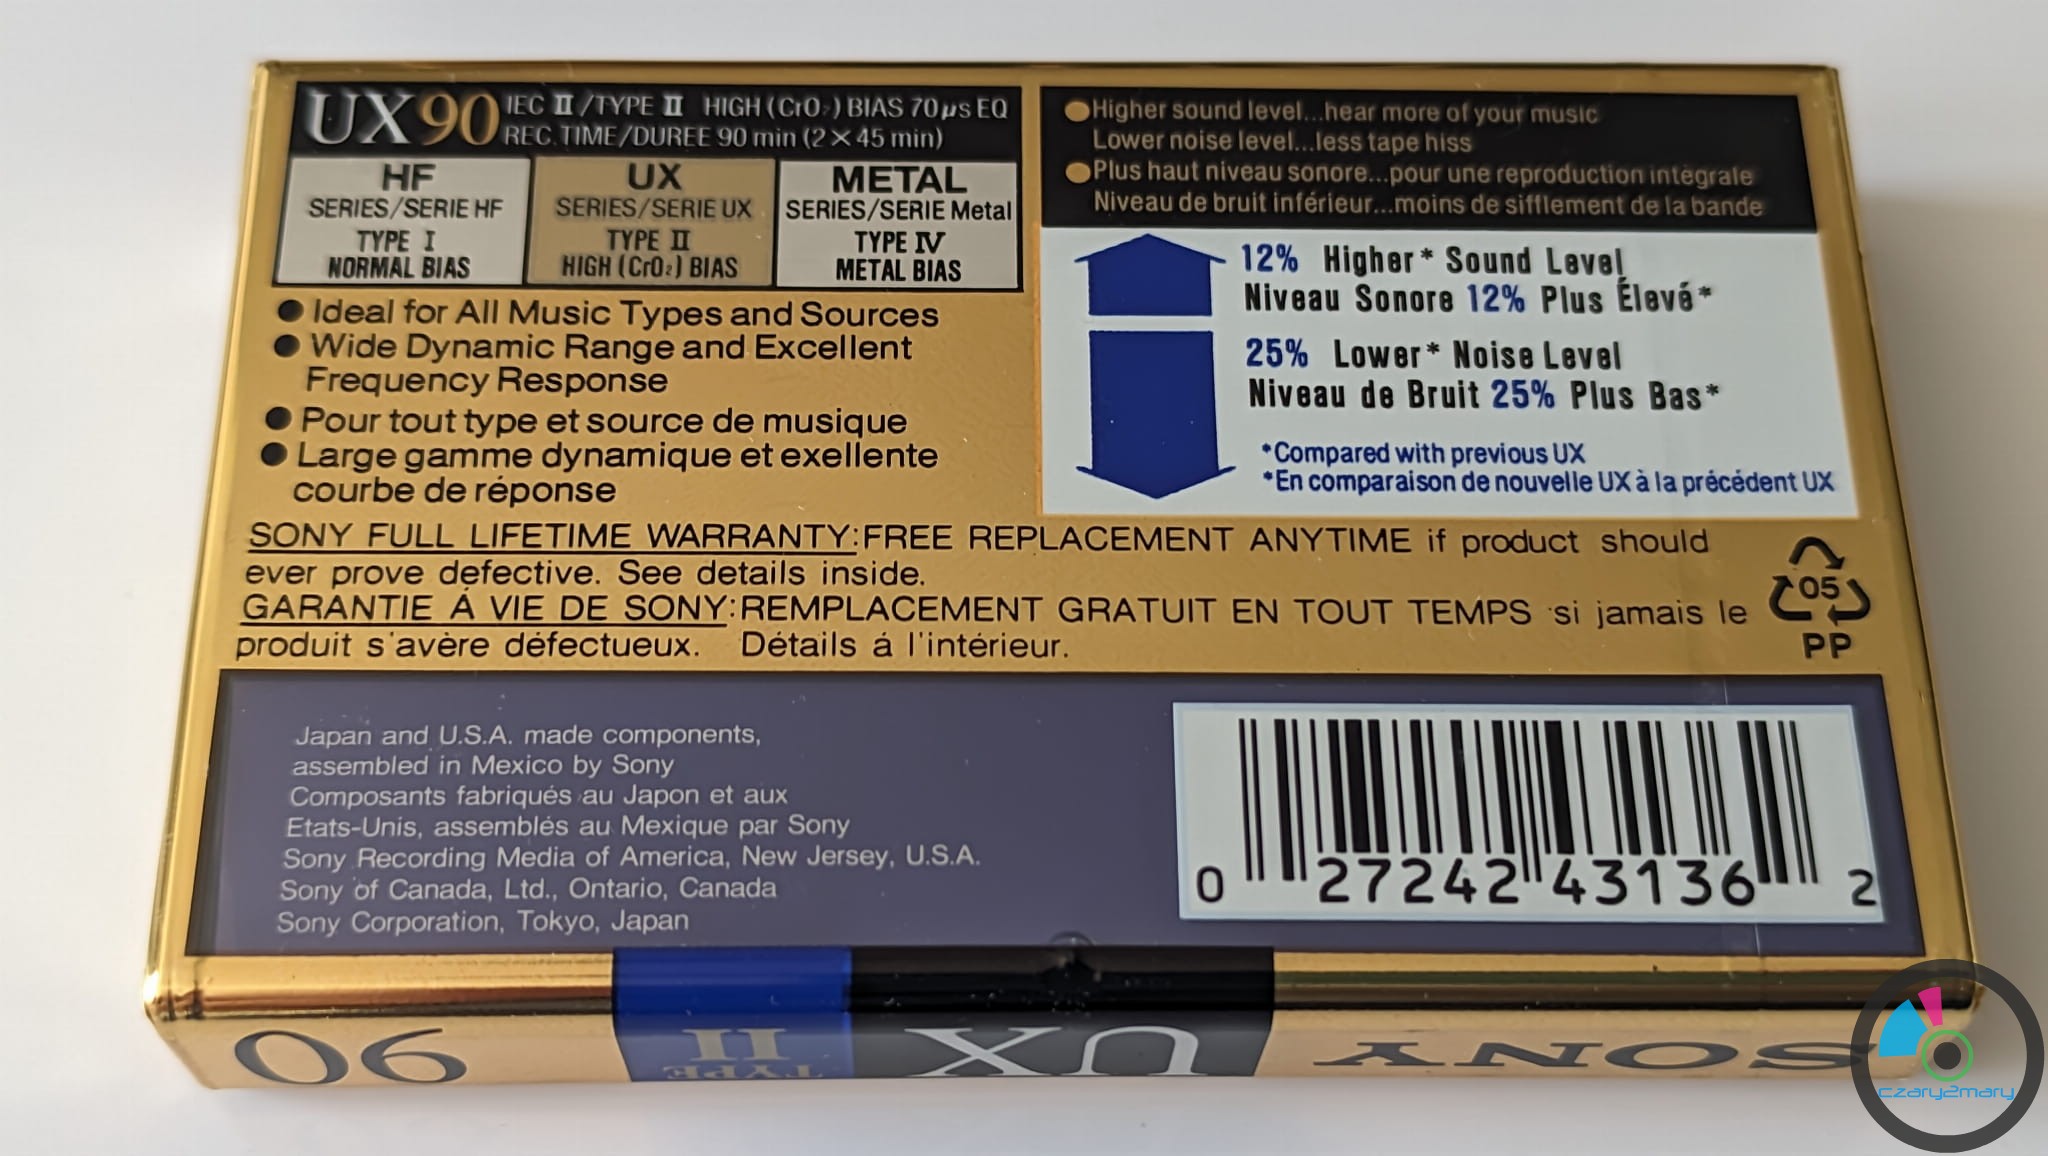 UX 90 IEC II/TYPE II HIGH (CrO2) BIAS 70µs EQ
REC. TIME/DUREE 90 min (2 × 45 min)
HF
SERIES/SERIE HF
TYPE I
NORMAL BIAS
UX
SERIES/SERIE UX
TYPE II
HIGH (CrO2) BIAS
METAL
SERIES/SERIE Metal
TYPE IV
METAL BIAS
● Ideal for All Music Types and Sources
● Wide Dynamic Range and Excellent
Frequency Response
● Pour tout type et source de musique
● Large gamme dynamique et exellente
courbe de réponse
● Higher sound level...hear more of your music
Lower noise level...less tape hiss
● Plus haut niveau sonore...pour une reproduction intégrale
Niveau de bruit inférieur...moins de sifflement de la bande
12% Higher* Sound Level
Niveau Sonore 12% Plus Élevé*
25% Lower* Noise Level
Niveau de Bruit 25% Plus Bas*
*Compared with previous UX
*En comparaison de nouvelle UX à la précédent UX
SONY FULL LIFETIME WARRANTY:FREE REPLACEMENT ANYTIME if product should
ever prove defective. See details inside.
GARANTIE Á VIE DE SONY:REMPLACEMENT GRATUIT EN TOUT TEMPS si jamais le
produit s'avère défectueux. Détails á l'intérieur.
05
PP
Japan and U.S.A. made components,
assembled in Mexico by Sony
Composants fabriqués au Japon et aux
Etats-Unis, assemblés au Mexique par Sony
Sony Recording Media of America, New Jersey, U.S.A.
Sony of Canada, Ltd., Ontario, Canada
Sony Corporation, Tokyo, Japan
0 27242 43136 2
SONY
UX
TYPE II
90
czary2mary